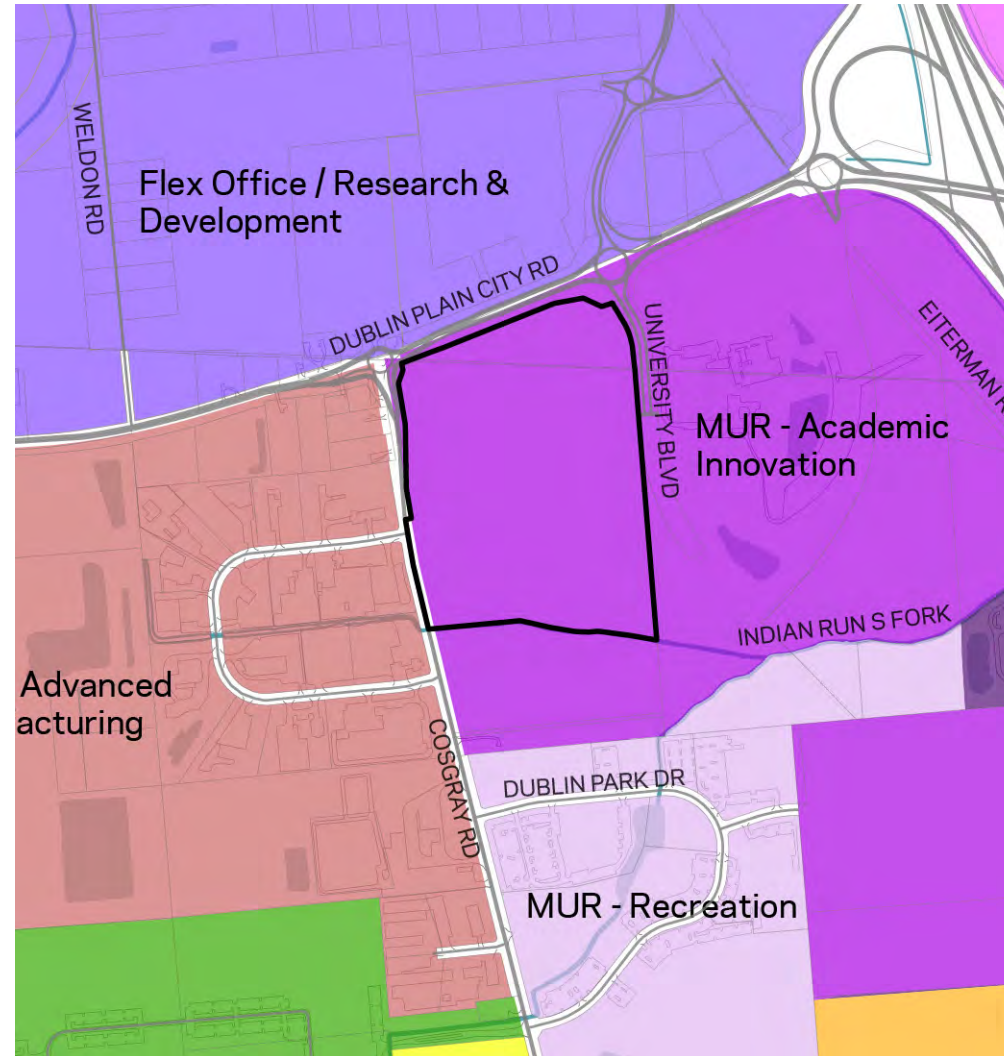 WELDON RD
Flex Office / Research &
Development
DUBLIN PLAIN CITY RD
UNIVERSITY BLVD
EITERMAN
MUR - Academic
Innovation
INDIAN RUN S FORK
Advanced
acturing
COSGRAY RD
DUBLIN PARK DR
MUR - Recreation